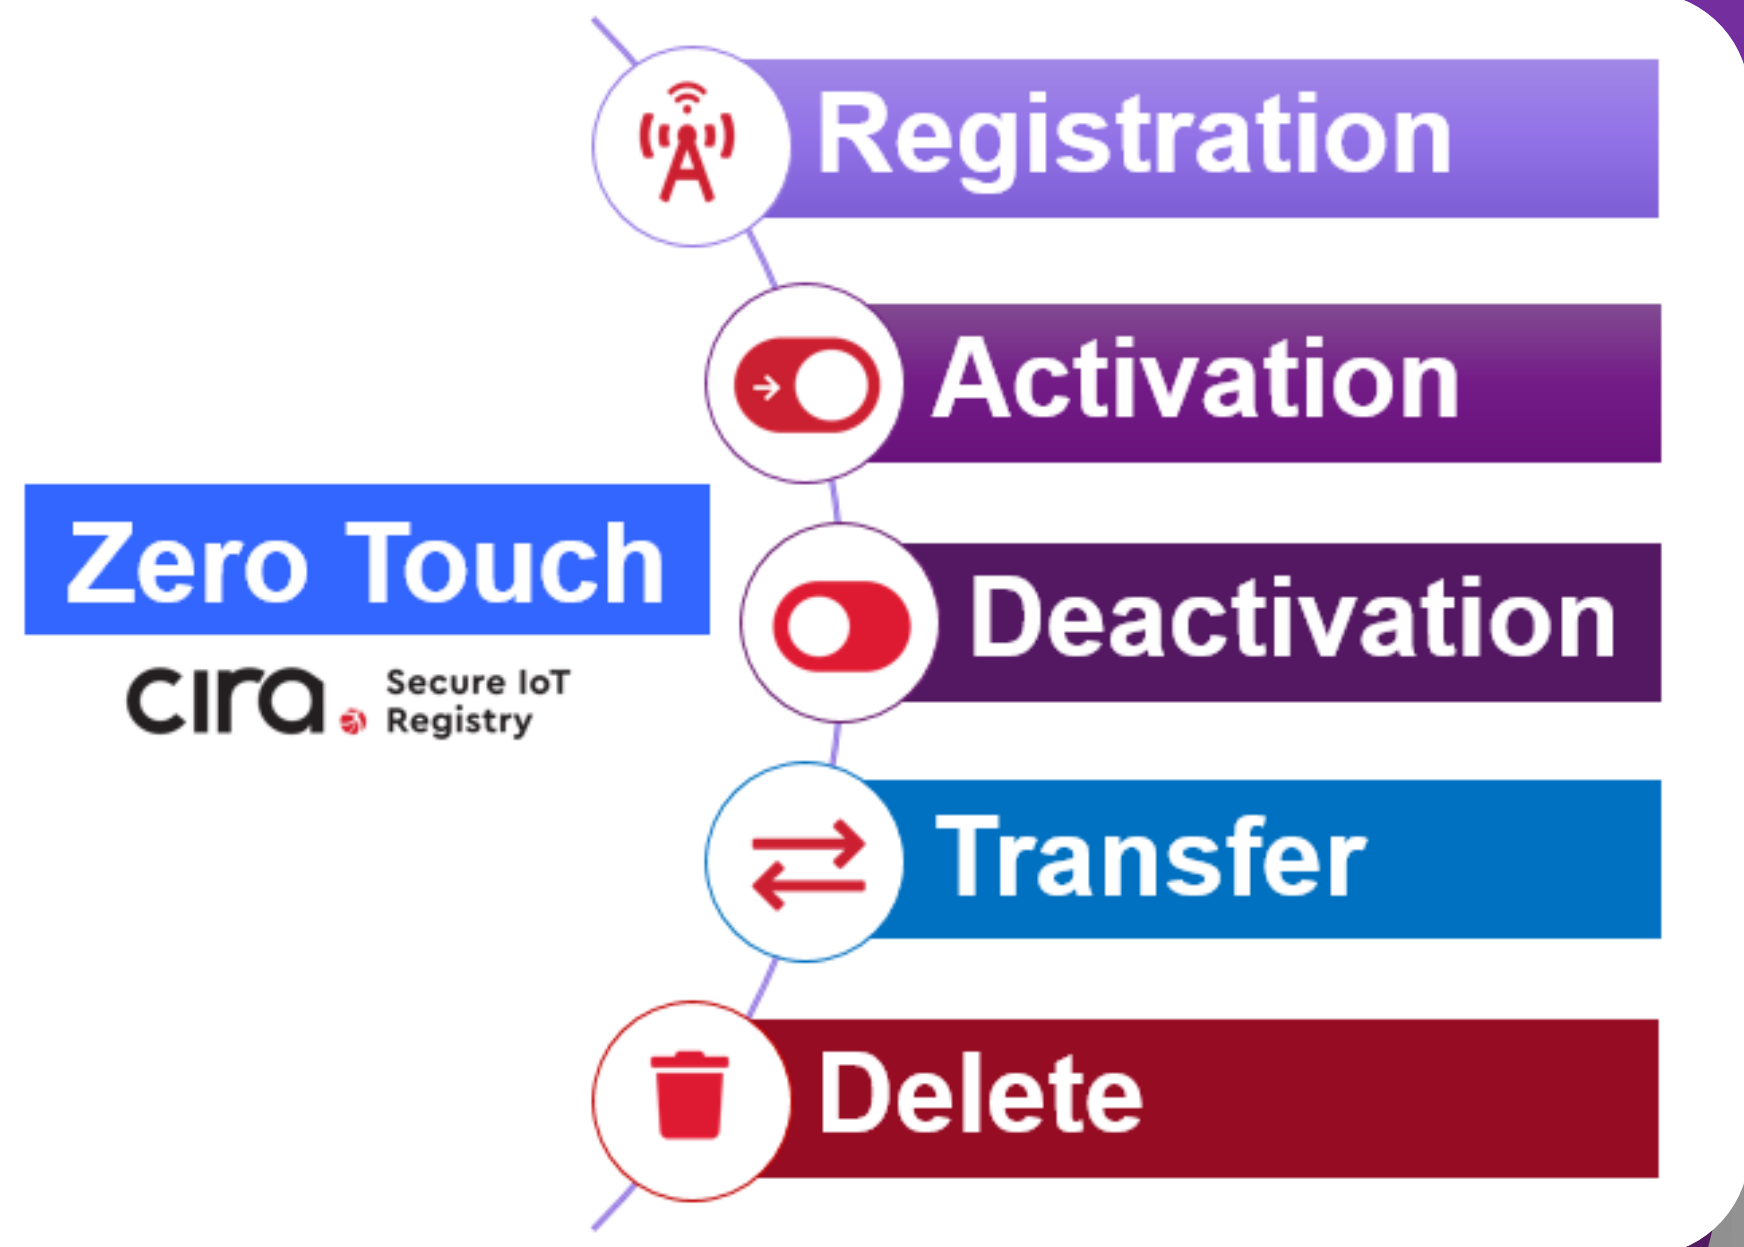 Registration
Activation
Zero Touch
Deactivation
cira
Secure IoT
Registry
Transfer
Delete